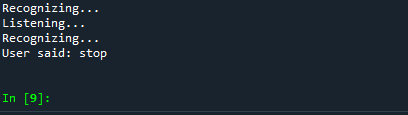 Recognizing...
Listening...
Recognizing...
User said: stop
In [9]: